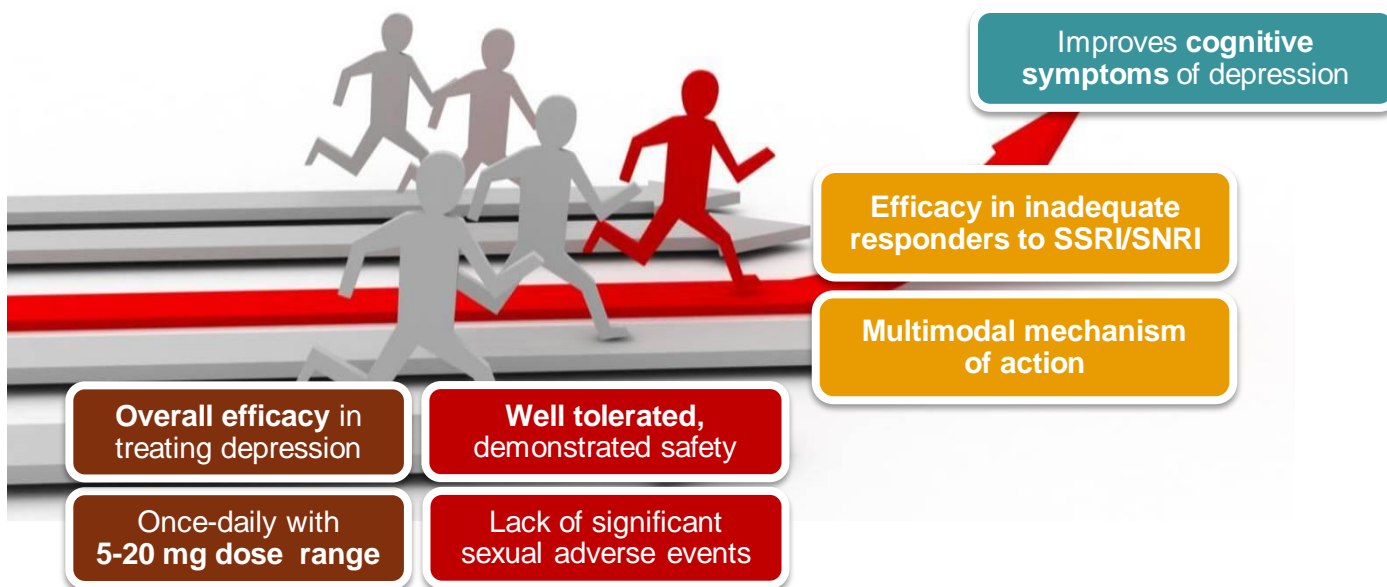 Improves cognitive
symptoms of depression
Efficacy in inadequate
responders to SSRI/SNRI
Multimodal mechanism
of action
Overall efficacy in
treating depression
Well tolerated,
demonstrated safety
Once-daily with
5-20 mg dose range
Lack of significant
sexual adverse events